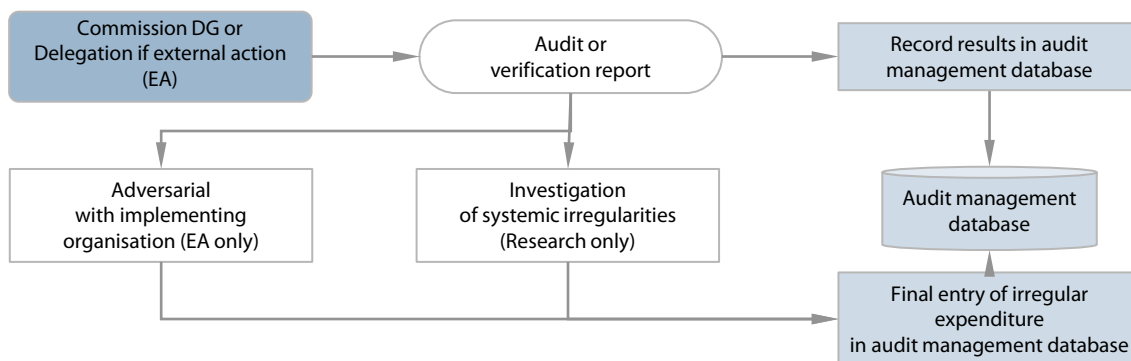 Commission DG or
Delegation if external action
(EA)
Audit or
verification report
Record results in audit
management database
Adversarial
with implementing
organisation (EA only)
Investigation
of systemic irregularities
(Research only)
Audit management
database
Final entry of irregular
expenditure
in audit management database